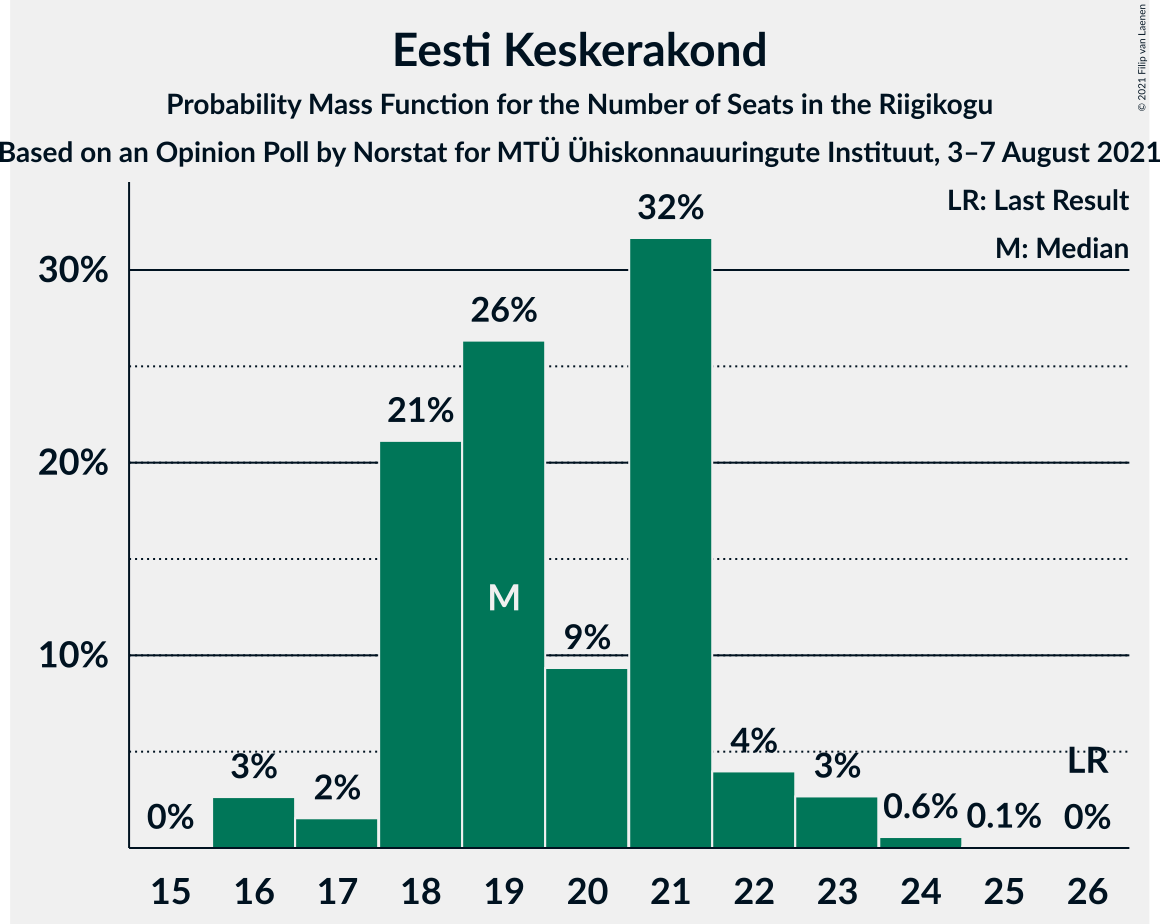 Eesti Keskerakond
Probability Mass Function for the Number of Seats in the Riigikogu
Based on an Opinion Poll by Norstat for MTÜ Ühiskonnauuringute Instituut, 3–7 August 2021
© 2021 Filip van Laenen
LR: Last Result
M: Median
32%
30%
26%
21%
20%
M
9%
10%
4%
3%
3%
LR
2%
0%
0.6%
0.1%
0%
15 16 17 18 19 20 21 22 23 24 25 26